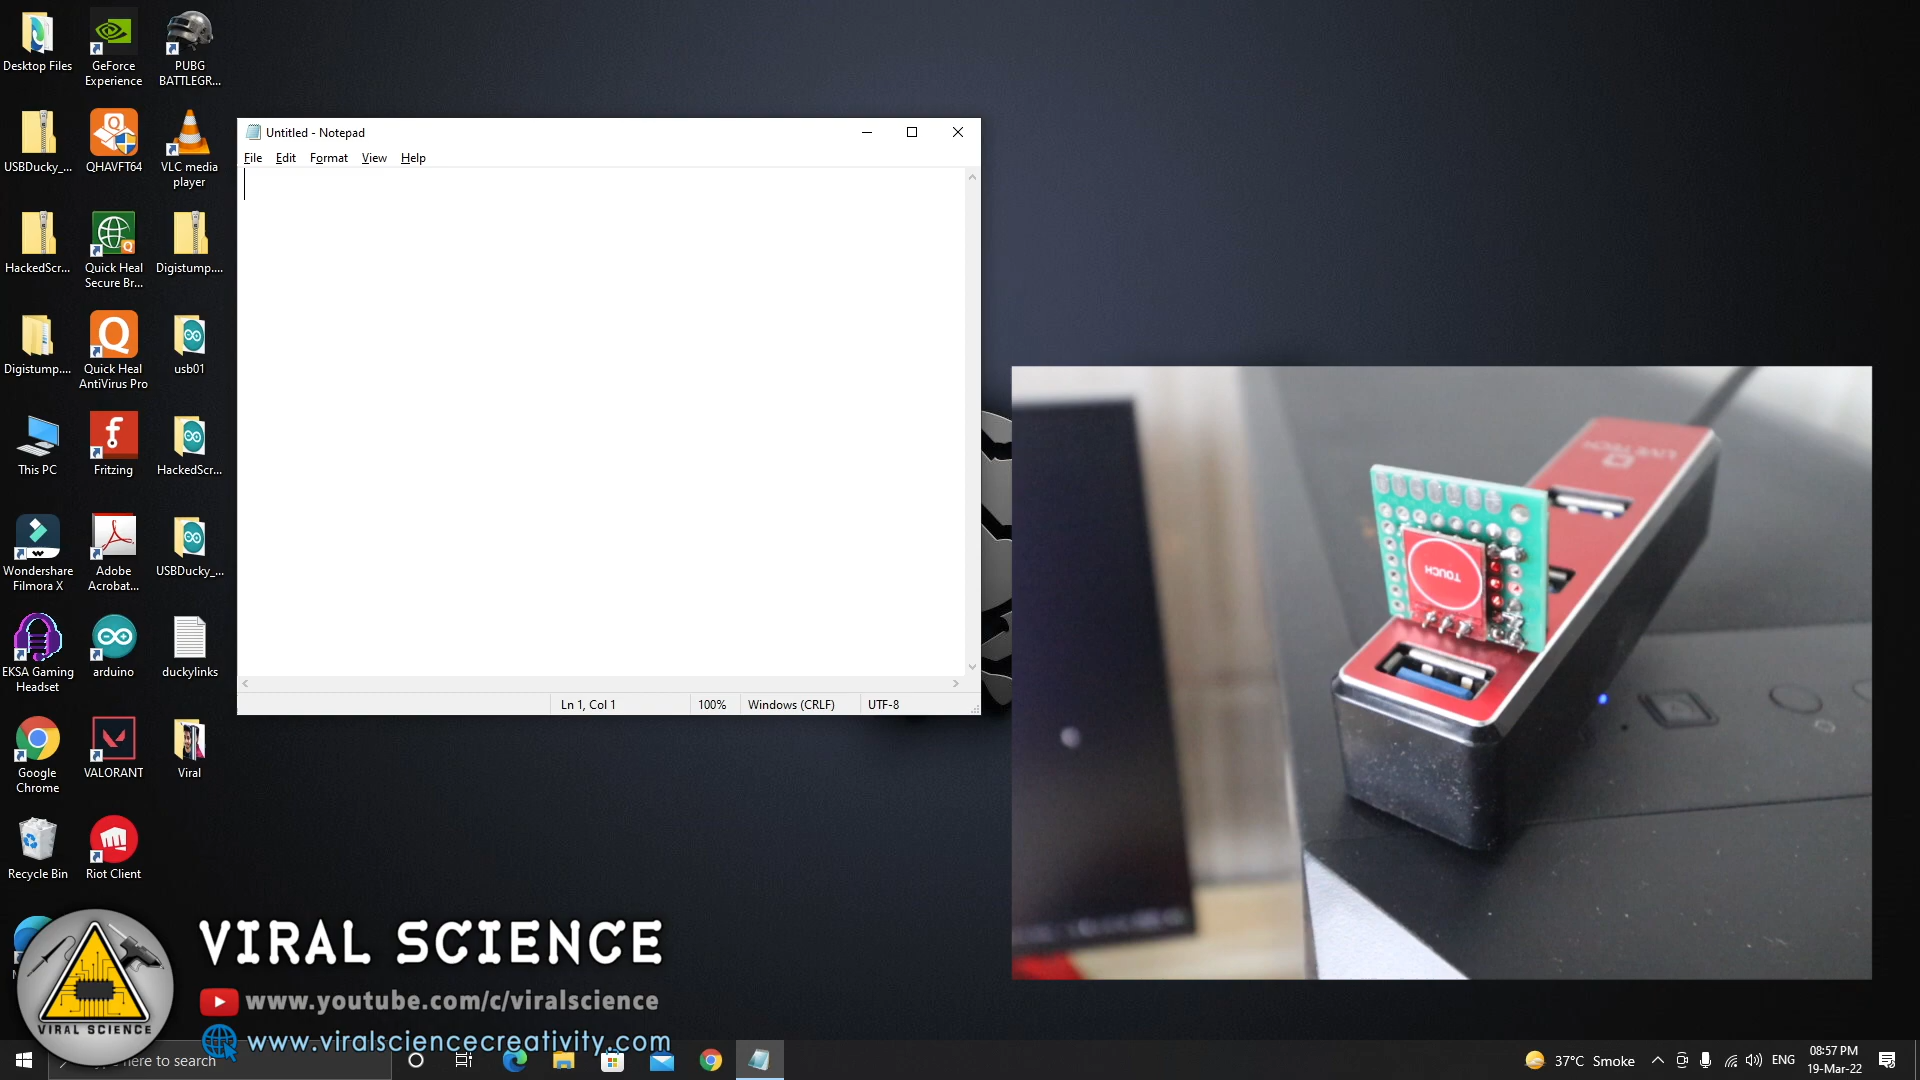 Desktop Files
GeForce
Experience
PUBG
BATTLEGR...
USBDucky_...
QHAVFT64
VLC media
player
HackedScr...
Quick Heal
Secure Br...
Digistump....
Digistump....
Quick Heal
AntiVirus Pro
usb01
This PC
Fritzing
HackedScr...
Wondershare
Filmora X
Adobe
Acrobat...
USBDucky_...
EKSA Gaming
Headset
arduino
duckylinks
Google
Chrome
VALORANT
Viral
Recycle Bin
Riot Client
Untitled - Notepad
File Edit Format View Help
Ln 1, Col 1 100% Windows (CRLF) UTF-8
LIVE TECH
TOUCH
VIRAL SCIENCE
VIRAL SCIENCE
www.youtube.com/c/viralscience
www.viralsciencecreativity.com
here to search
37°C Smoke
ENG
08:57 PM
19-Mar-22